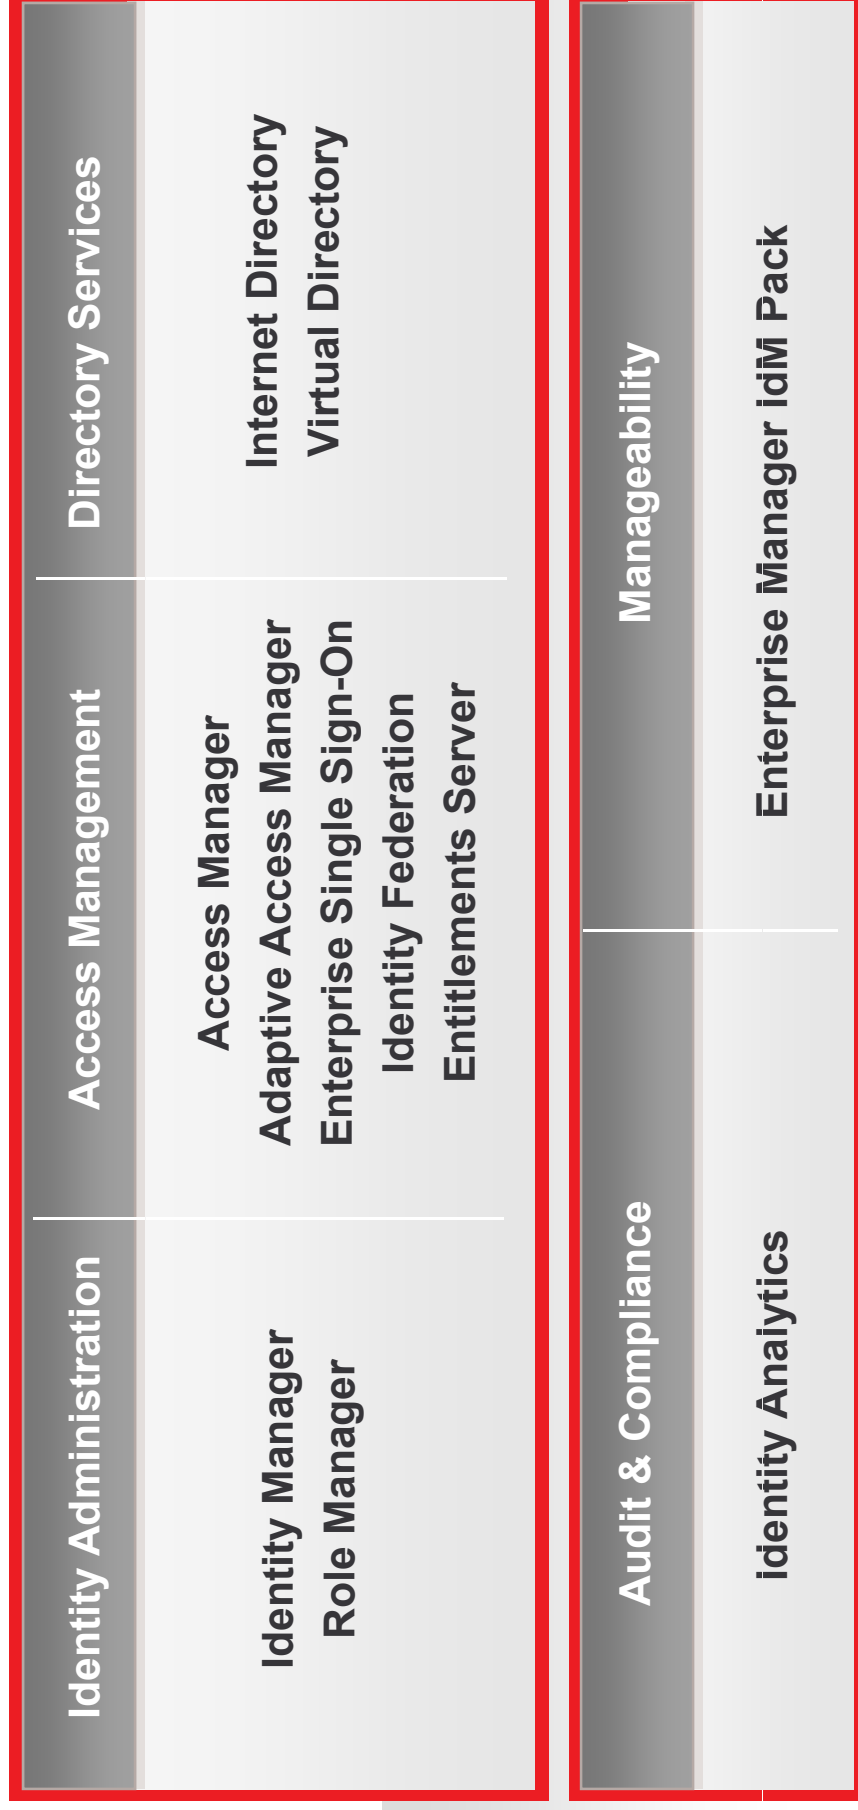 Identity Administration
Access Management
Directory Services
Identity Manager
Role Manager
Access Manager
Adaptive Access Manager
Enterprise Single Sign-On
Identity Federation
Entitlements Server
Internet Directory
Virtual Directory
Audit & Compliance
Manageability
Identity Analytics
Enterprise Manager IdM Pack